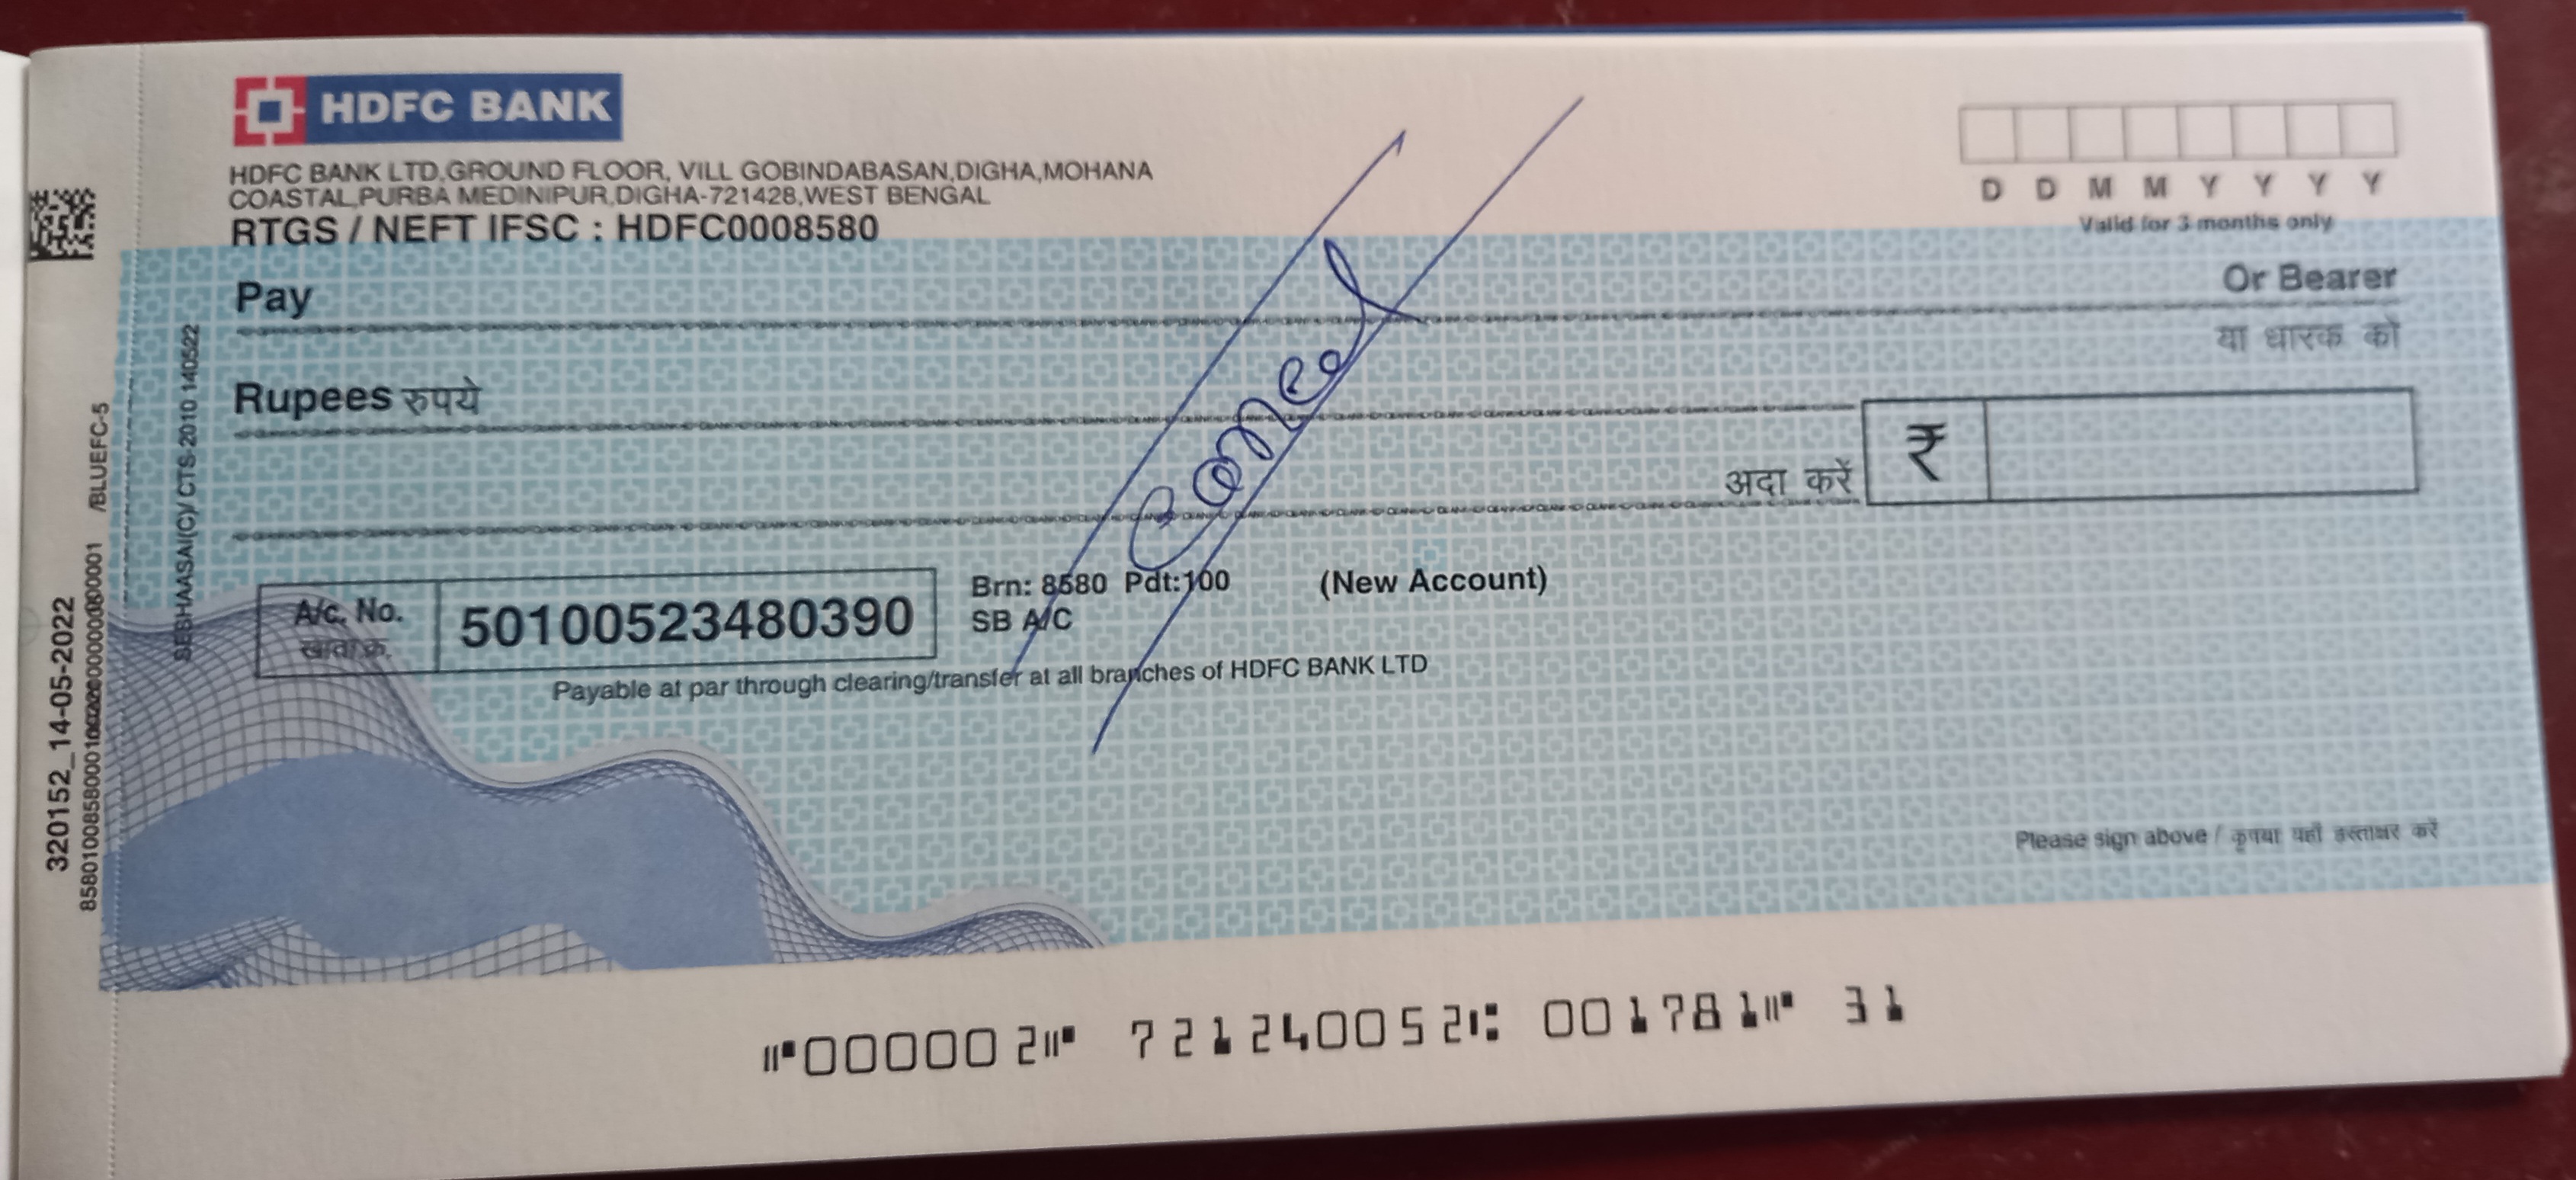 HDFC BANK
HDFC BANK LTD,GROUND FLOOR, VILL GOBINDABASAN,DIGHA,MOHANA
COASTAL,PURBA MEDINIPUR,DIGHA-721428,WEST BENGAL
RTGS / NEFT IFSC : HDFC0008580
D D M M Y Y Y Y
Valid for 3 months only
Pay
Or Bearer
या धारक को
Rupees रुपये
अदा करें
₹
Cancel
A/c. No.
खाता क्र.
50100523480390
Brn: 8580 Pdt:100 (New Account)
SB A/C
Payable at par through clearing/transfer at all branches of HDFC BANK LTD
Please sign above / कृपया यहाँ हस्ताक्षर करें
⑈000002⑈ 721240052⑆ 001781⑈ 31
SESHAASAI(C)/ CTS-2010 140522
/BLUEFC-5
320152_14-05-2022